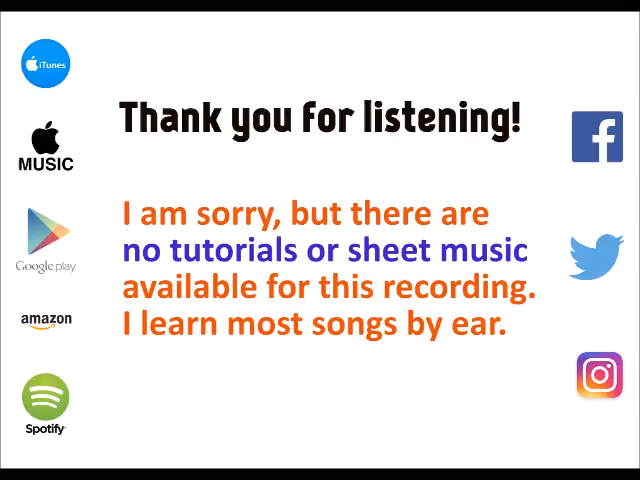 iTunes
Thank you for listening!
MUSIC
I am sorry, but there are
no tutorials or sheet music
Google play
available for this recording.
amazon
I learn most songs by ear.
Spotify